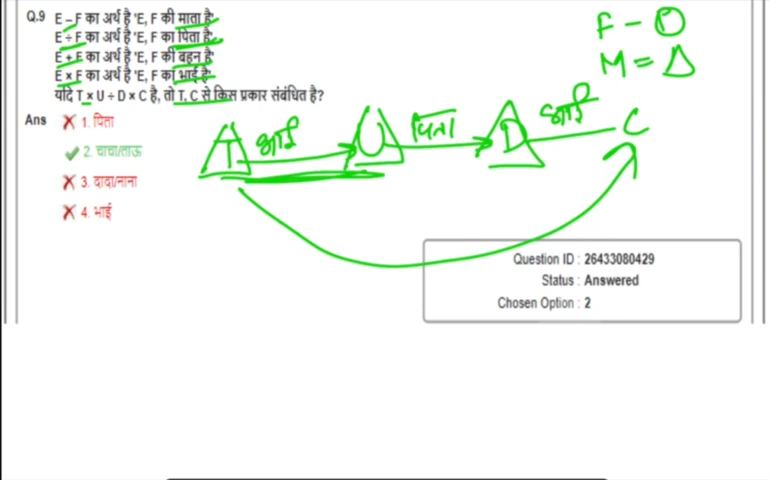 Q.9 E – F का अर्थ है 'E, F की माता है'
E ÷ F का अर्थ है 'E, F का पिता है'
E + F का अर्थ है 'E, F की बहन है'
E × F का अर्थ है 'E, F का भाई है'
यदि T × U ÷ D × C है, तो T, C से किस प्रकार संबंधित है?
F – O
M = Δ
Ans 1. पिता
2. चाचा/ताऊ
3. दादा/नाना
4. भाई
T भाई U पिता D भाई C
Question ID : 26433080429
Status : Answered
Chosen Option : 2